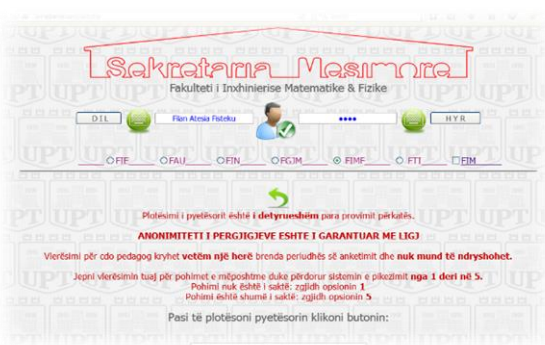 Sekretaria Mesimore
Fakulteti i Inxhinierise Matematike & Fizike
DIL Filan Atesia Fisteku •••• HYR
FIE FAU FIN FGJM FIMF FTI FIM
Plotësimi i pyetësorit është i detyrueshëm para provimit përkatës.
ANONIMITETI I PERGJIGJEVE ESHTE I GARANTUAR ME LIGJ
Vlerësimi për cdo pedagog kryhet vetëm një herë brenda periudhës së anketimit dhe nuk mund të ndryshohet.
Jepni vlerësimin tuaj për pohimet e mëposhtme duke përdorur sistemin e pikezimit nga 1 deri në 5.
Pohimi nuk është i saktë: zgjidh opsionin 1
Pohimi është shumë i saktë: zgjidh opsionin 5
Pasi të plotësoni pyetësorin klikoni butonin: